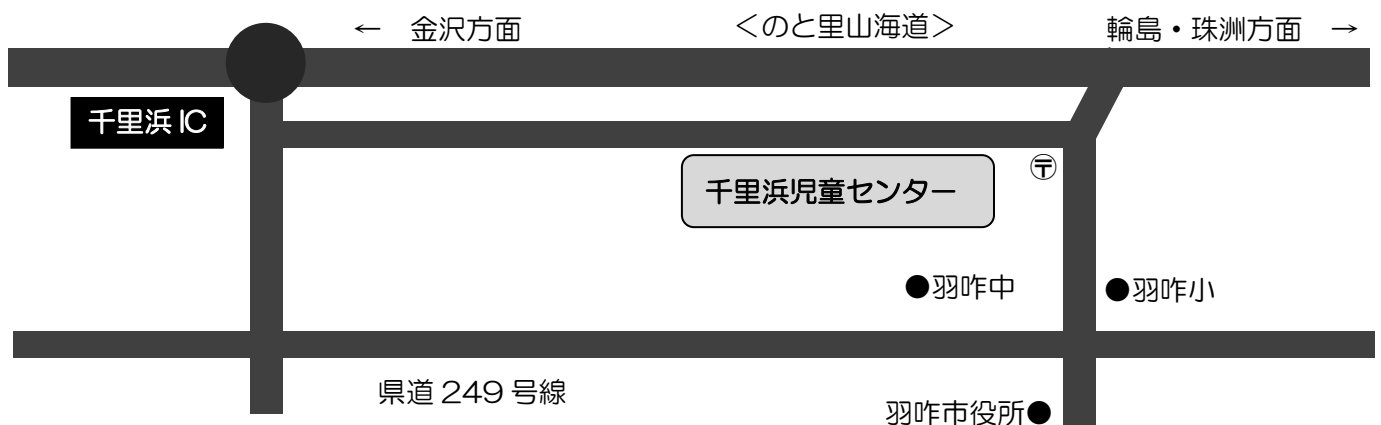 ← 金沢方面 <のと里山海道> 輪島・珠洲方面 →
千里浜 IC
〒
千里浜児童センター
●羽咋中 ●羽咋小
県道 249 号線
羽咋市役所●